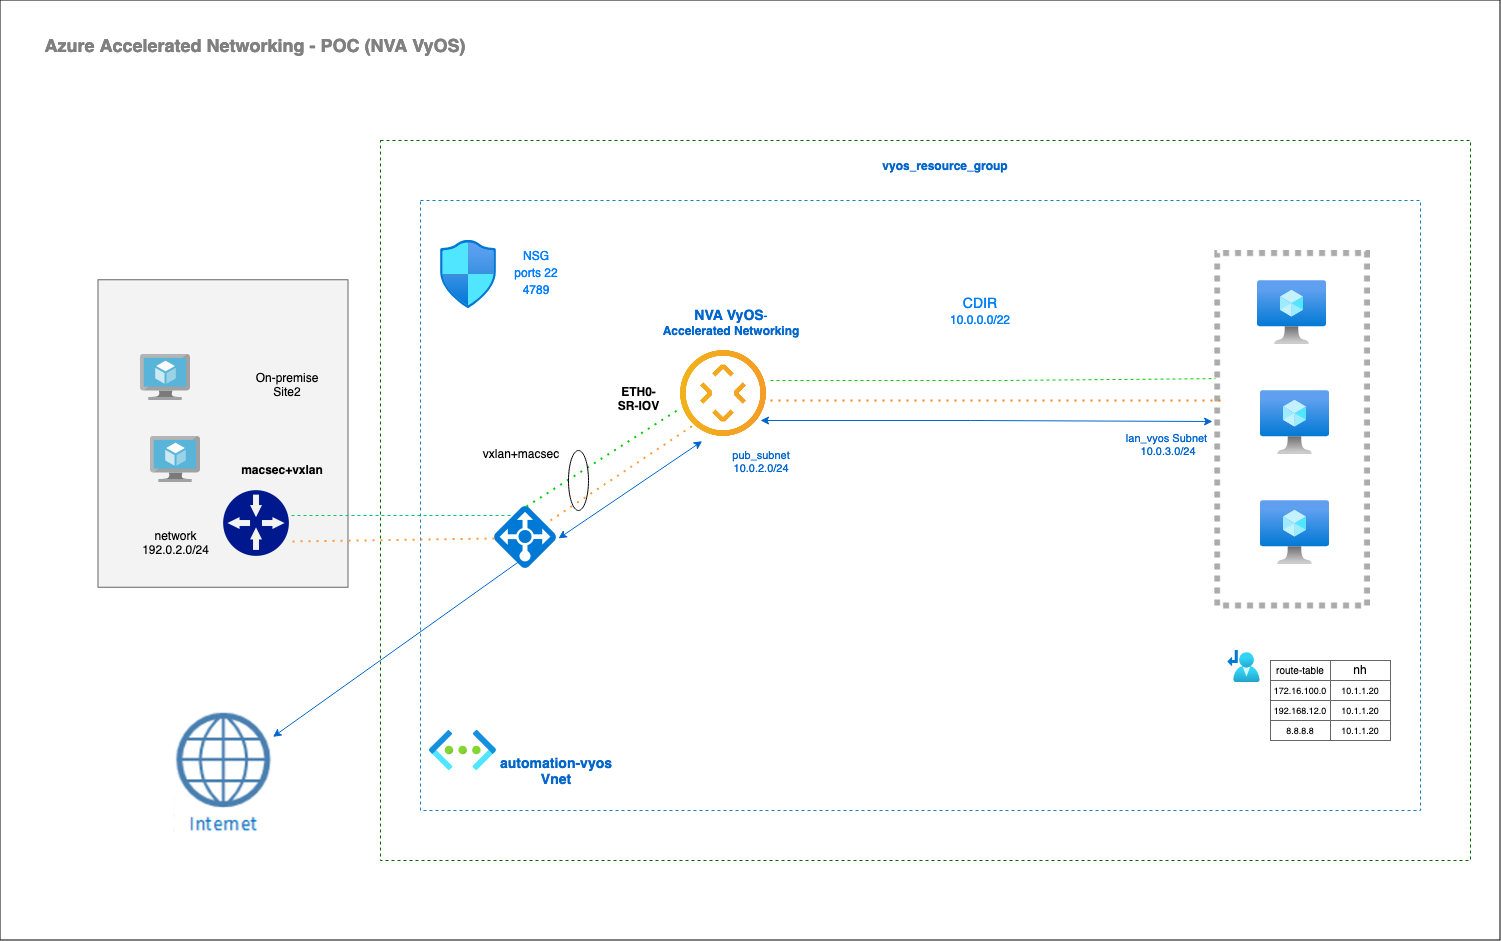 Azure Accelerated Networking - POC (NVA VyOS)
vyos_resource_group
NSG
ports 22
4789
NVA VyOS-
Accelerated Networking
CDIR
10.0.0.0/22
On-premise
Site2
ETH0-
SR-IOV
vxlan+macsec
macsec+vxlan
pub_subnet
10.0.2.0/24
lan_vyos Subnet
10.0.3.0/24
network
192.0.2.0/24
route-table nh
172.16.100.0 10.1.1.20
192.168.12.0 10.1.1.20
8.8.8.8 10.1.1.20
automation-vyos
Vnet
Internet